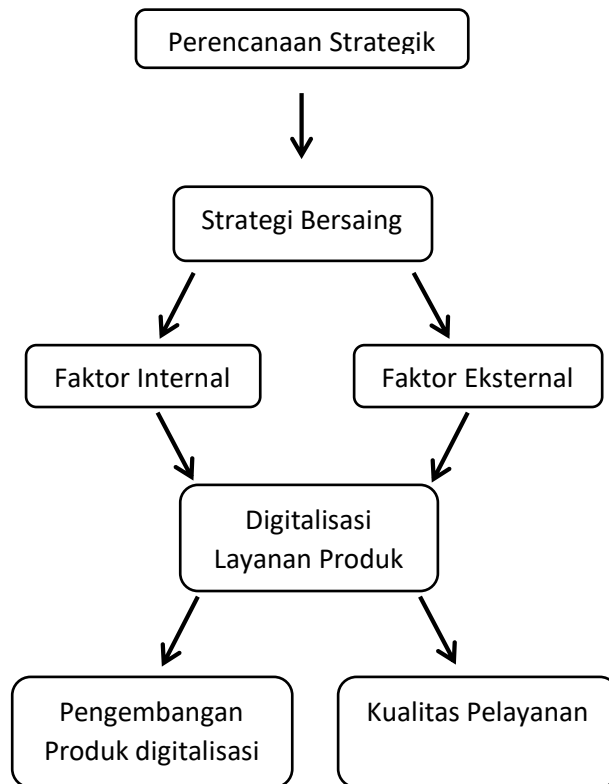 Perencanaan Strategik
Strategi Bersaing
Faktor Internal
Faktor Eksternal
Digitalisasi
Layanan Produk
Pengembangan
Produk digitalisasi
Kualitas Pelayanan